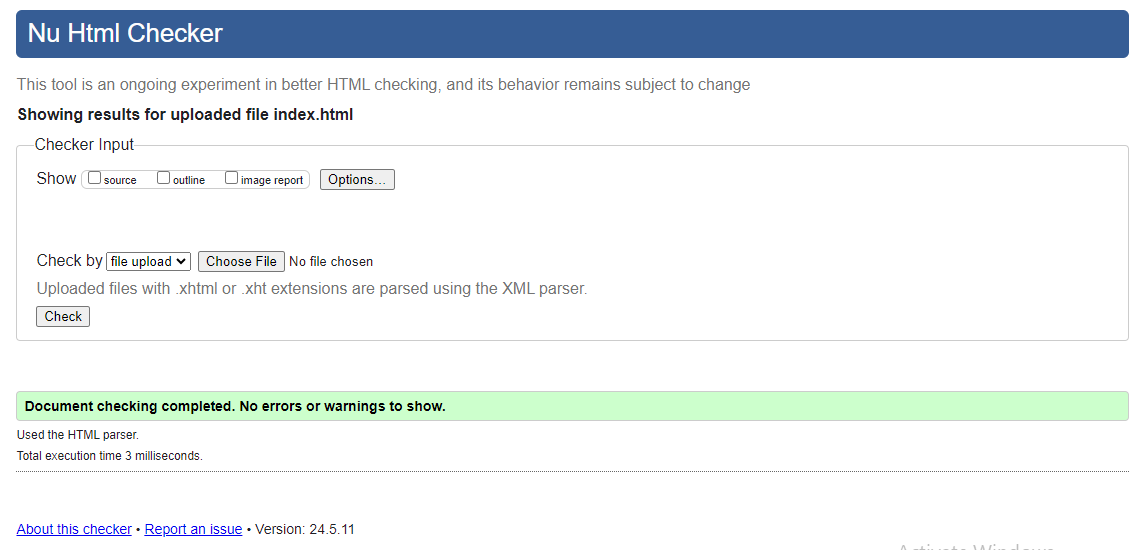 Nu Html Checker
This tool is an ongoing experiment in better HTML checking, and its behavior remains subject to change
Showing results for uploaded file index.html
Checker Input
Show source outline image report Options...
Check by file upload Choose File No file chosen
Uploaded files with .xhtml or .xht extensions are parsed using the XML parser.
Check
Document checking completed. No errors or warnings to show.
Used the HTML parser.
Total execution time 3 milliseconds.
About this checker • Report an issue • Version: 24.5.11
Activate Windows